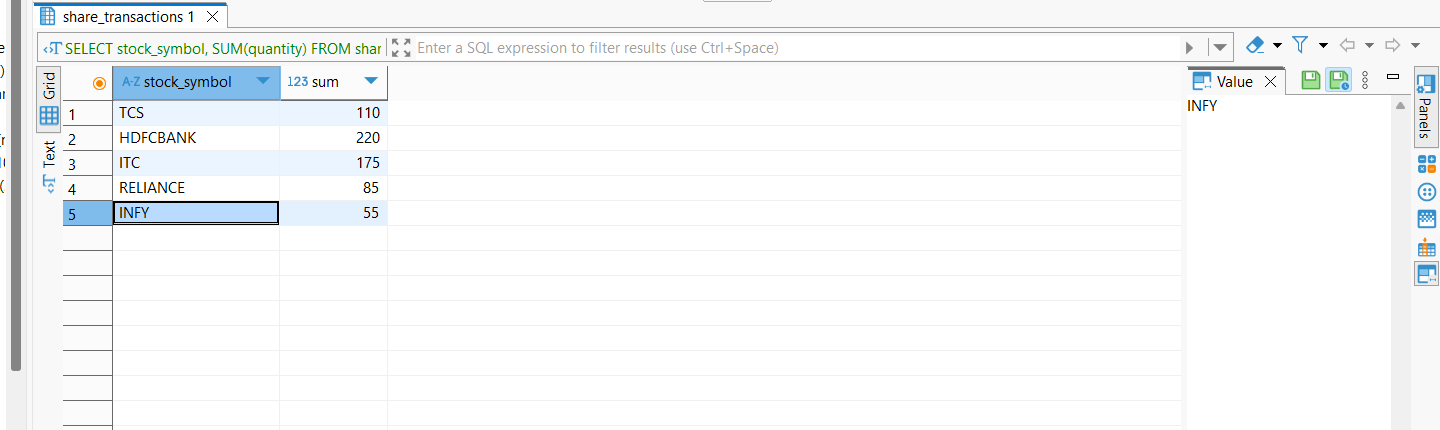 share_transactions 1
SELECT stock_symbol, SUM(quantity) FROM shar
Enter a SQL expression to filter results (use Ctrl+Space)
Grid
Text
A-Z stock_symbol 123 sum
1 TCS 110
2 HDFCBANK 220
3 ITC 175
4 RELIANCE 85
5 INFY 55
Value
INFY
Panels